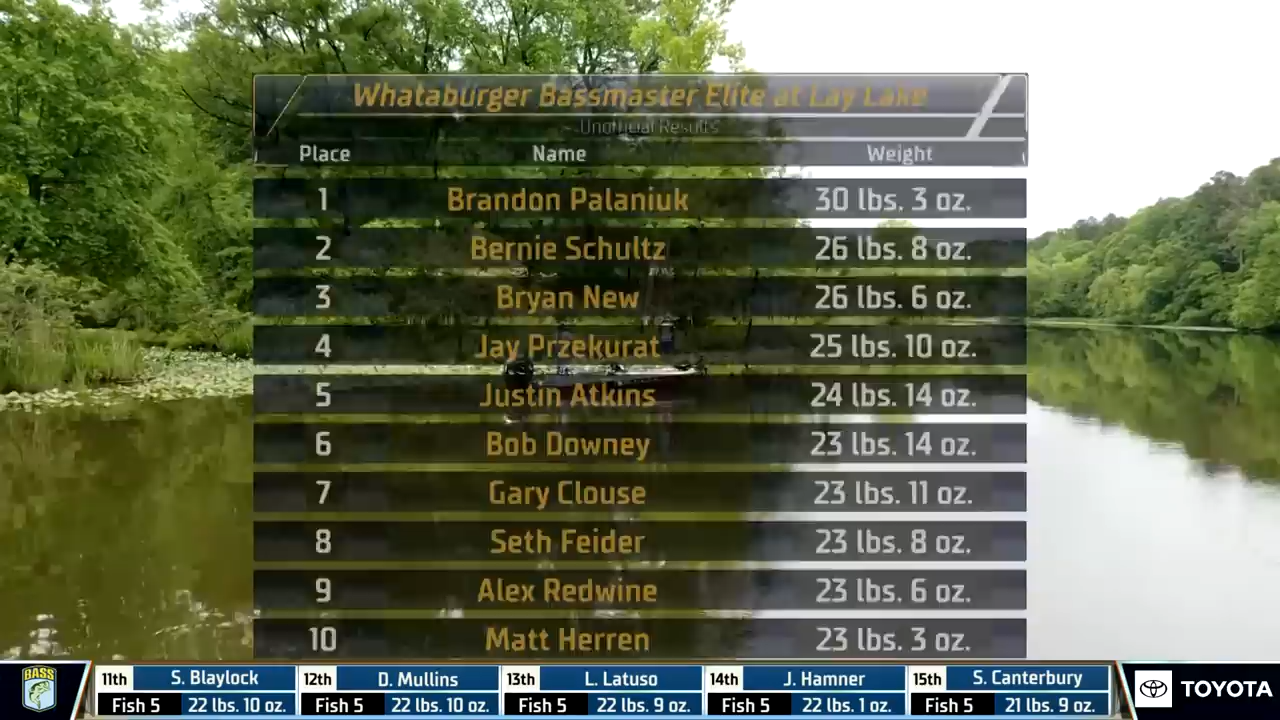 Whataburger Bassmaster Elite at Lay Lake
Unofficial Results
Place Name Weight
1 Brandon Palaniuk 30 lbs. 3 oz.
2 Bernie Schultz 26 lbs. 8 oz.
3 Bryan New 26 lbs. 6 oz.
4 Jay Przekurat 25 lbs. 10 oz.
5 Justin Atkins 24 lbs. 14 oz.
6 Bob Downey 23 lbs. 14 oz.
7 Gary Clouse 23 lbs. 11 oz.
8 Seth Feider 23 lbs. 8 oz.
9 Alex Redwine 23 lbs. 6 oz.
10 Matt Herren 23 lbs. 3 oz.
BASS
11th S. Blaylock 12th D. Mullins 13th L. Latuso 14th J. Hamner 15th S. Canterbury
Fish 5 22 lbs. 10 oz. Fish 5 22 lbs. 10 oz. Fish 5 22 lbs. 9 oz. Fish 5 22 lbs. 1 oz. Fish 5 21 lbs. 9 oz.
TOYOTA